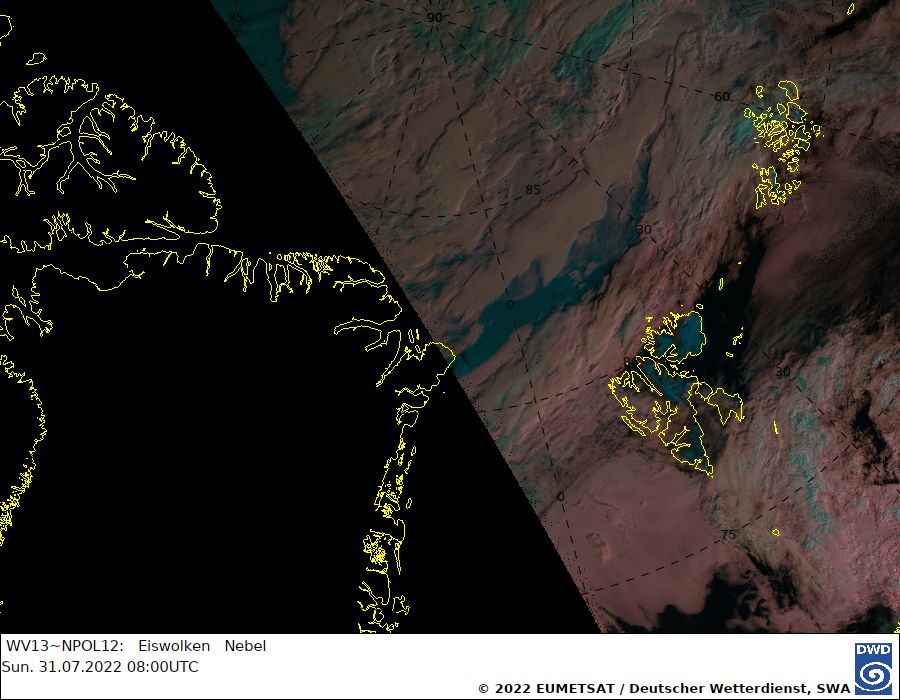 85
90
60
85
30
0
30
0
75
WV13~NPOL12: Eiswolken Nebel
Sun. 31.07.2022 08:00UTC
© 2022 EUMETSAT / Deutscher Wetterdienst, SWA
DWD